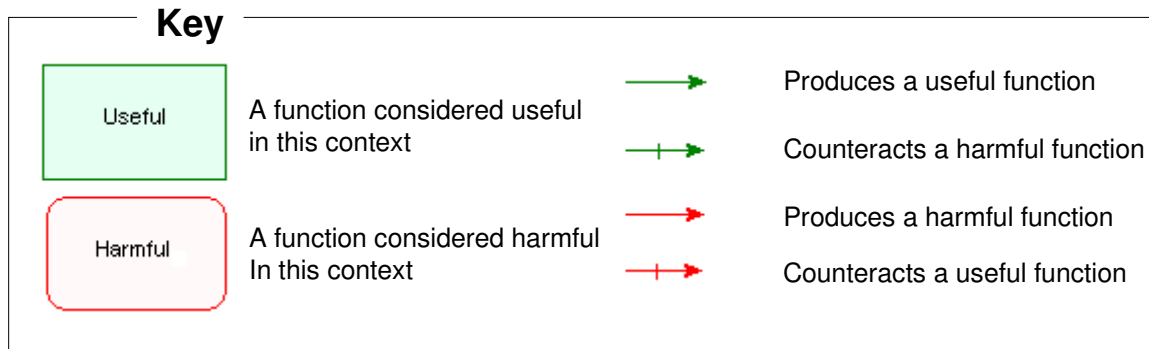 Key
Useful
A function considered useful
in this context
Harmful
A function considered harmful
In this context
Produces a useful function
Counteracts a harmful function
Produces a harmful function
Counteracts a useful function